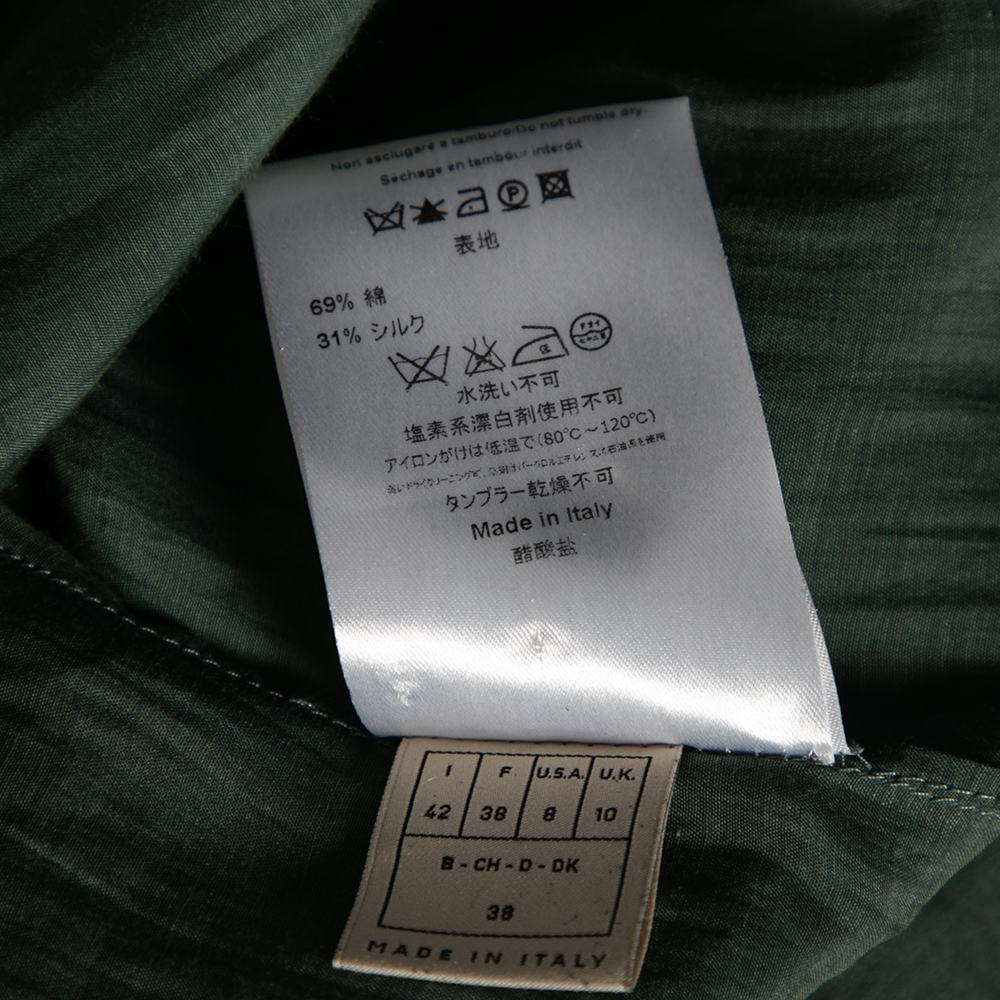 Non asciugare a tamburo/Do not tumble dry.
Séchage en tambour interdit
P
表地
69% 綿
31% シルク
水洗い不可
塩素系漂白剤使用不可
アイロンがけは低温で(80℃～120℃)
タンブラー乾燥不可
Made in Italy
醋酸盐
I F U.S.A. U.K.
42 38 8 10
B - CH - D - DK
38
MADE IN ITALY